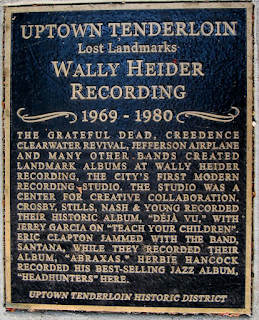 UPTOWN TENDERLOIN
Lost Landmarks
WALLY HEIDER
RECORDING
1969 - 1980
THE GRATEFUL DEAD, CREEDENCE
CLEARWATER REVIVAL, JEFFERSON AIRPLANE
AND MANY OTHER BANDS CREATED
LANDMARK ALBUMS AT WALLY HEIDER
RECORDING, THE CITY'S FIRST MODERN
RECORDING STUDIO. THE STUDIO WAS A
CENTER FOR CREATIVE COLLABORATION.
CROSBY, STILLS, NASH & YOUNG RECORDED
THEIR HISTORIC ALBUM, "DÉJÀ VU," WITH
JERRY GARCIA ON "TEACH YOUR CHILDREN".
ERIC CLAPTON JAMMED WITH THE BAND,
SANTANA, WHILE THEY RECORDED THEIR
ALBUM, "ABRAXAS." HERBIE HANCOCK
RECORDED HIS BEST-SELLING JAZZ ALBUM,
"HEADHUNTERS" HERE.
UPTOWN TENDERLOIN HISTORIC DISTRICT